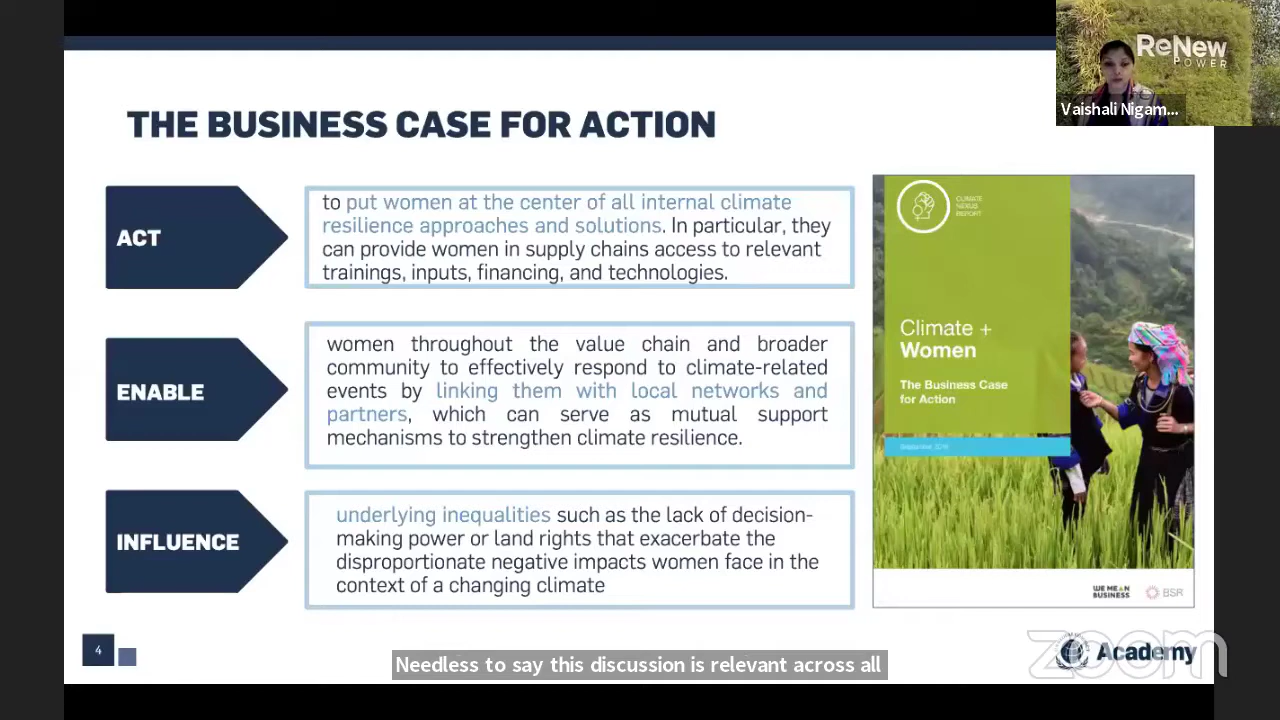 ReNew
POWER
Vaishali Nigam...
THE BUSINESS CASE FOR ACTION
ACT
to put women at the center of all internal climate
resilience approaches and solutions. In particular, they
can provide women in supply chains access to relevant
trainings, inputs, financing, and technologies.
ENABLE
women throughout the value chain and broader
community to effectively respond to climate-related
events by linking them with local networks and
partners, which can serve as mutual support
mechanisms to strengthen climate resilience.
INFLUENCE
underlying inequalities such as the lack of decision-
making power or land rights that exacerbate the
disproportionate negative impacts women face in the
context of a changing climate
CLIMATE
NEXUS
REPORT
Climate +
Women
The Business Case
for Action
WE MEAN
BUSINESS
BSR
4
Academy
zoom
Needless to say this discussion is relevant across all